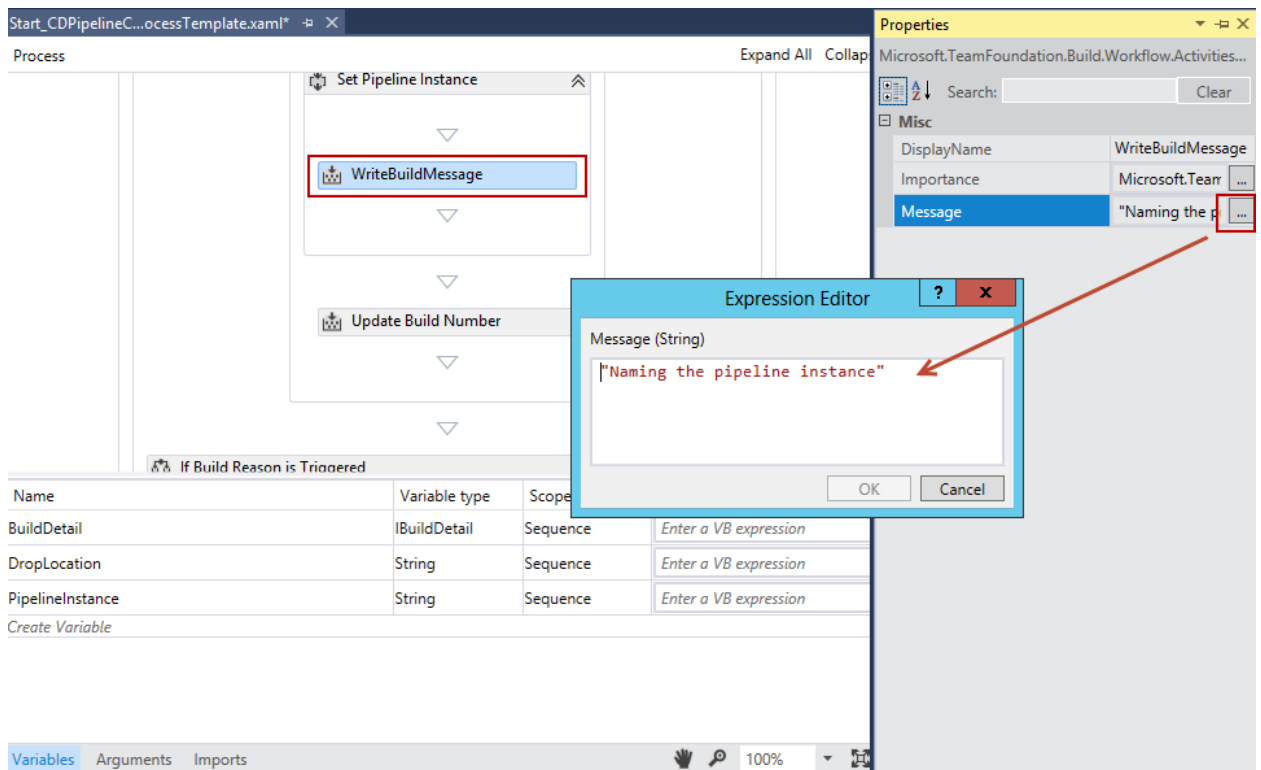 Start_CDPipelineC...ocessTemplate.xaml*
Process
Expand All Collap
Set Pipeline Instance
WriteBuildMessage
Update Build Number
If Build Reason is Triggered
Properties
Microsoft.TeamFoundation.Build.Workflow.Activities...
Search:
Clear
Misc
DisplayName WriteBuildMessage
Importance Microsoft.Team ...
Message "Naming the pi ...
Expression Editor ? x
Message (String)
"Naming the pipeline instance"
OK Cancel
Name Variable type Scope
BuildDetail IBuildDetail Sequence Enter a VB expression
DropLocation String Sequence Enter a VB expression
PipelineInstance String Sequence Enter a VB expression
Create Variable
Variables Arguments Imports 100%